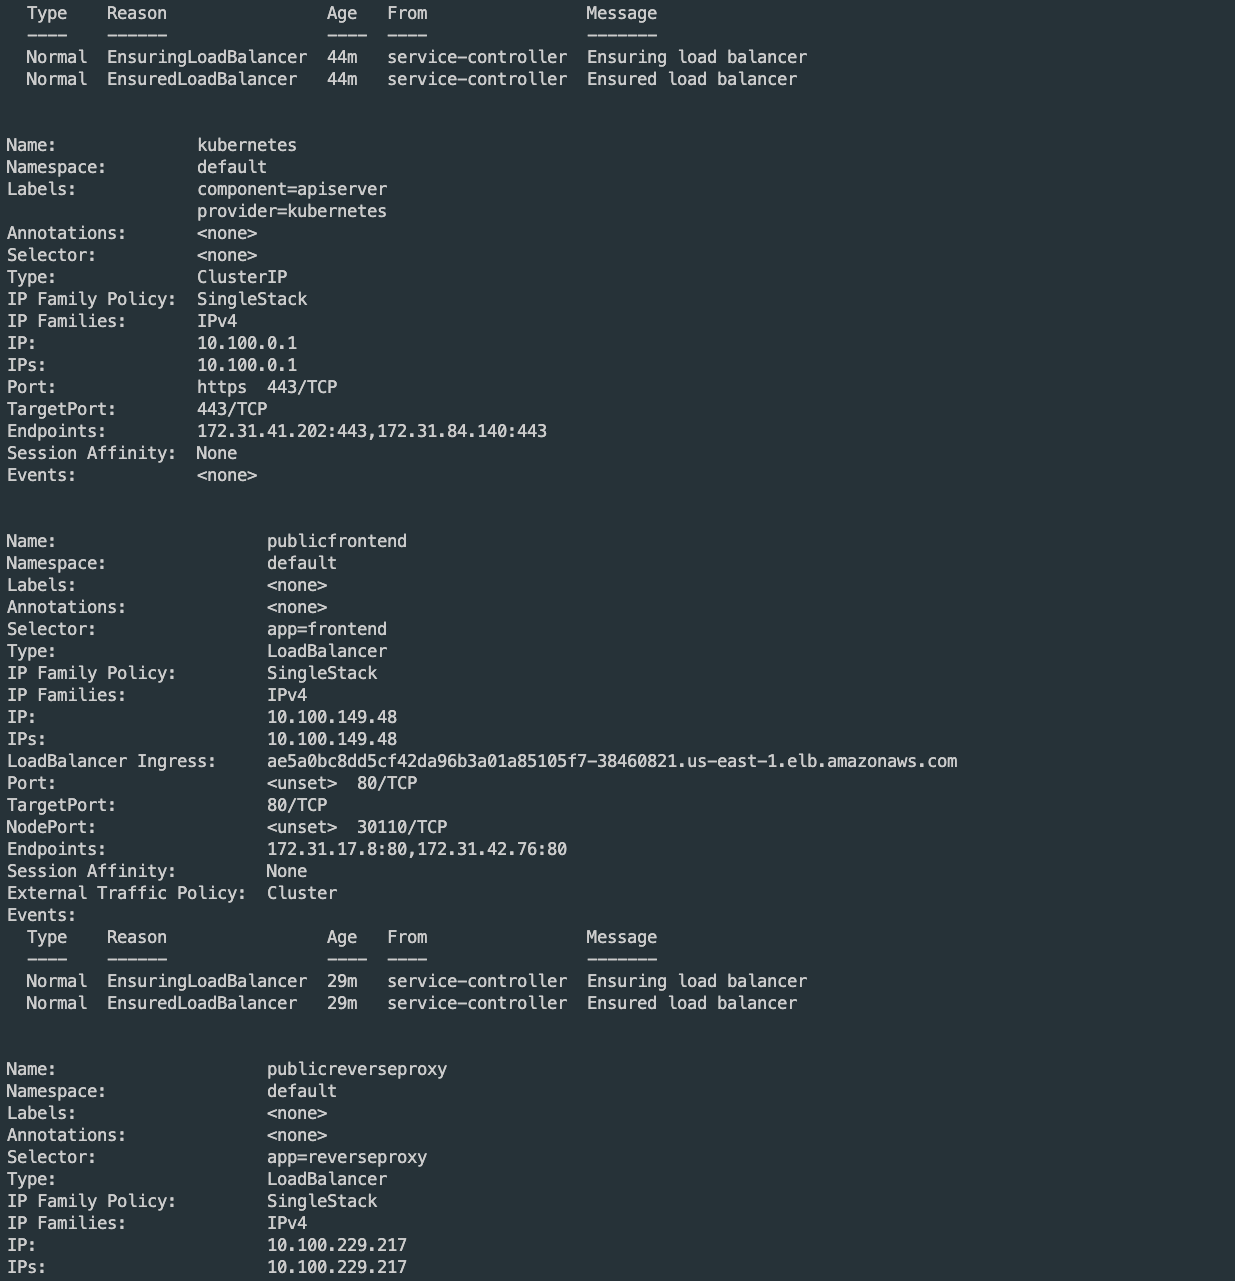 Type Reason Age From Message
---- ------ ---- ---- -------
Normal EnsuringLoadBalancer 44m service-controller Ensuring load balancer
Normal EnsuredLoadBalancer 44m service-controller Ensured load balancer
Name: kubernetes
Namespace: default
Labels: component=apiserver
provider=kubernetes
Annotations: <none>
Selector: <none>
Type: ClusterIP
IP Family Policy: SingleStack
IP Families: IPv4
IP: 10.100.0.1
IPs: 10.100.0.1
Port: https 443/TCP
TargetPort: 443/TCP
Endpoints: 172.31.41.202:443,172.31.84.140:443
Session Affinity: None
Events: <none>
Name: publicfrontend
Namespace: default
Labels: <none>
Annotations: <none>
Selector: app=frontend
Type: LoadBalancer
IP Family Policy: SingleStack
IP Families: IPv4
IP: 10.100.149.48
IPs: 10.100.149.48
LoadBalancer Ingress: ae5a0bc8dd5cf42da96b3a01a85105f7-38460821.us-east-1.elb.amazonaws.com
Port: <unset> 80/TCP
TargetPort: 80/TCP
NodePort: <unset> 30110/TCP
Endpoints: 172.31.17.8:80,172.31.42.76:80
Session Affinity: None
External Traffic Policy: Cluster
Events:
Type Reason Age From Message
---- ------ ---- ---- -------
Normal EnsuringLoadBalancer 29m service-controller Ensuring load balancer
Normal EnsuredLoadBalancer 29m service-controller Ensured load balancer
Name: publicreverseproxy
Namespace: default
Labels: <none>
Annotations: <none>
Selector: app=reverseproxy
Type: LoadBalancer
IP Family Policy: SingleStack
IP Families: IPv4
IP: 10.100.229.217
IPs: 10.100.229.217